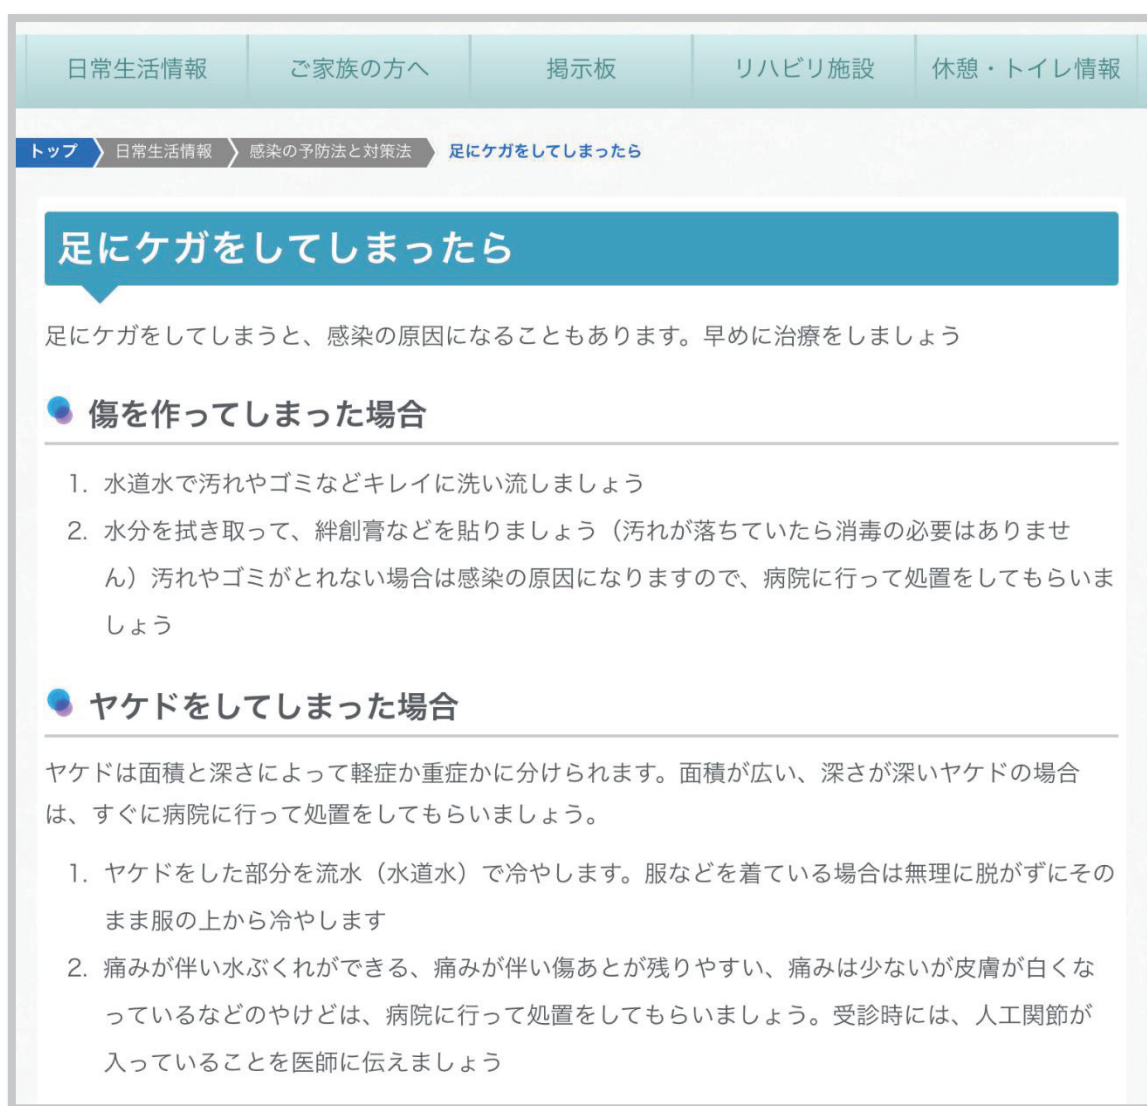 日常生活情報 ご家族の方へ 掲示板 リハビリ施設 休憩・トイレ情報
トップ 日常生活情報 感染の予防法と対策法 足にケガをしてしまったら
足にケガをしてしまったら
足にケガをしてしまうと、感染の原因になることもあります。早めに治療をしましょう
傷を作ってしまった場合
1. 水道水で汚れやゴミなどキレイに洗い流しましょう
2. 水分を拭き取って、絆創膏などを貼りましょう（汚れが落ちていたら消毒の必要はありませ
ん）汚れやゴミがとれない場合は感染の原因になりますので、病院に行って処置をしてもらいま
しょう
ヤケドをしてしまった場合
ヤケドは面積と深さによって軽症か重症かに分けられます。面積が広い、深さが深いヤケドの場合
は、すぐに病院に行って処置をしてもらいましょう。
1. ヤケドをした部分を流水（水道水）で冷やします。服などを着ている場合は無理に脱がずにその
まま服の上から冷やします
2. 痛みが伴い水ぶくれができる、痛みが伴い傷あとが残りやすい、痛みは少ないが皮膚が白くな
っているなどのやけどは、病院に行って処置をしてもらいましょう。受診時には、人工関節が
入っていることを医師に伝えましょう